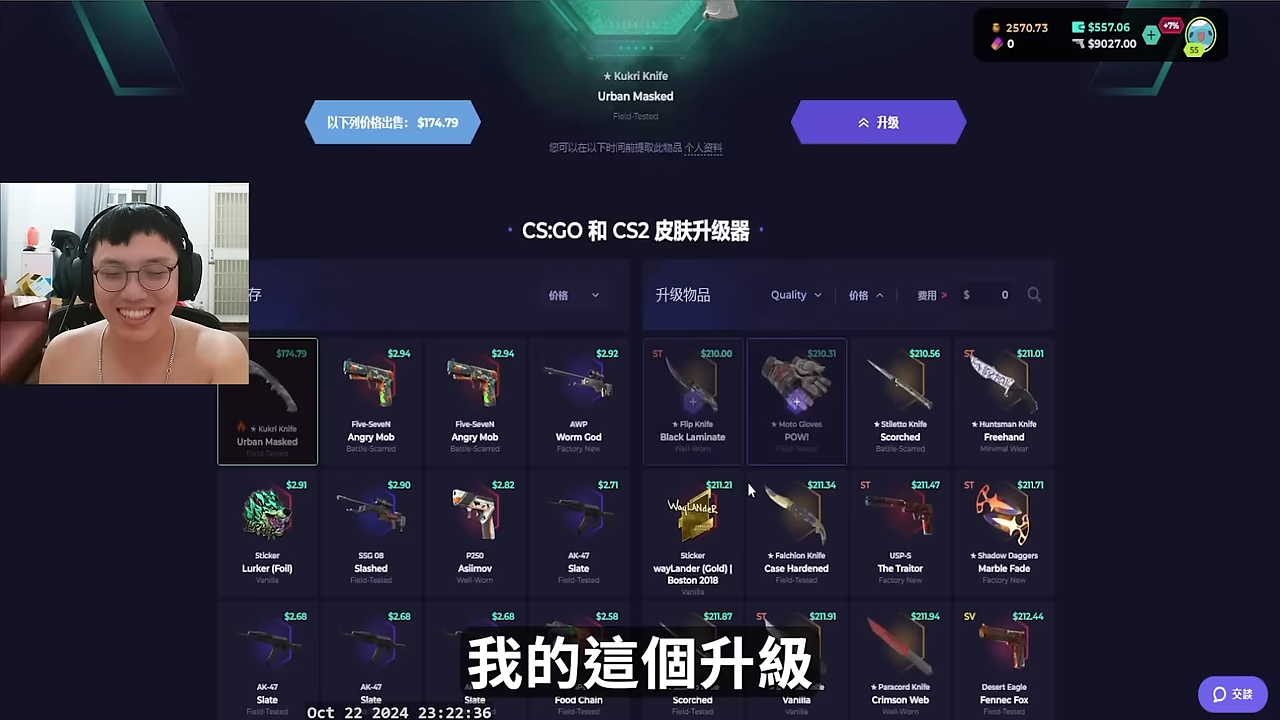 2570.73
$557.06
+7%
0
$9027.00
55
★ Kukri Knife
Urban Masked
Field-Tested
以下列价格出售: $174.79
升级
您可以在以下时间前提取此物品 个人资料
CS:GO 和 CS2 皮肤升级器
存
价格
升级物品
Quality
价格
费用 >
$ 0
$174.79
$2.94
$2.94
$2.92
ST $210.00
$210.31
$210.56
ST $211.01
★ Kukri Knife
Urban Masked
Field-Tested
Five-SeveN
Angry Mob
Battle-Scarred
Five-SeveN
Angry Mob
Battle-Scarred
AWP
Worm God
Factory New
★ Flip Knife
Black Laminate
Well-Worn
★ Moto Gloves
POW!
Field-Tested
★ Stiletto Knife
Scorched
Battle-Scarred
★ Huntsman Knife
Freehand
Minimal Wear
$2.91
$2.90
$2.82
$2.71
$211.21
$211.34
ST $211.47
ST $211.71
Sticker
Lurker (Foil)
Vanilla
SSG 08
Slashed
Field-Tested
P250
Asiimov
Well-Worn
AK-47
Slate
Field-Tested
WayLANdeR
Sticker
wayLander (Gold) |
Boston 2018
Vanilla
★ Falchion Knife
Case Hardened
Field-Tested
USP-S
The Traitor
Factory New
★ Shadow Daggers
Marble Fade
Factory New
$2.68
$2.68
$2.68
$2.58
$211.87
ST $211.91
$211.94
SV $212.44
AK-47
Slate
Field-Tested
AK-47
Slate
Slate
Food Chain
Field-Tested
Scorched
Field-Tested
Vanilla
Vanilla
★ Paracord Knife
Crimson Web
Well-Worn
Desert Eagle
Fennec Fox
Factory New
我的這個升級
Oct 22 2024 23:22:36
交談